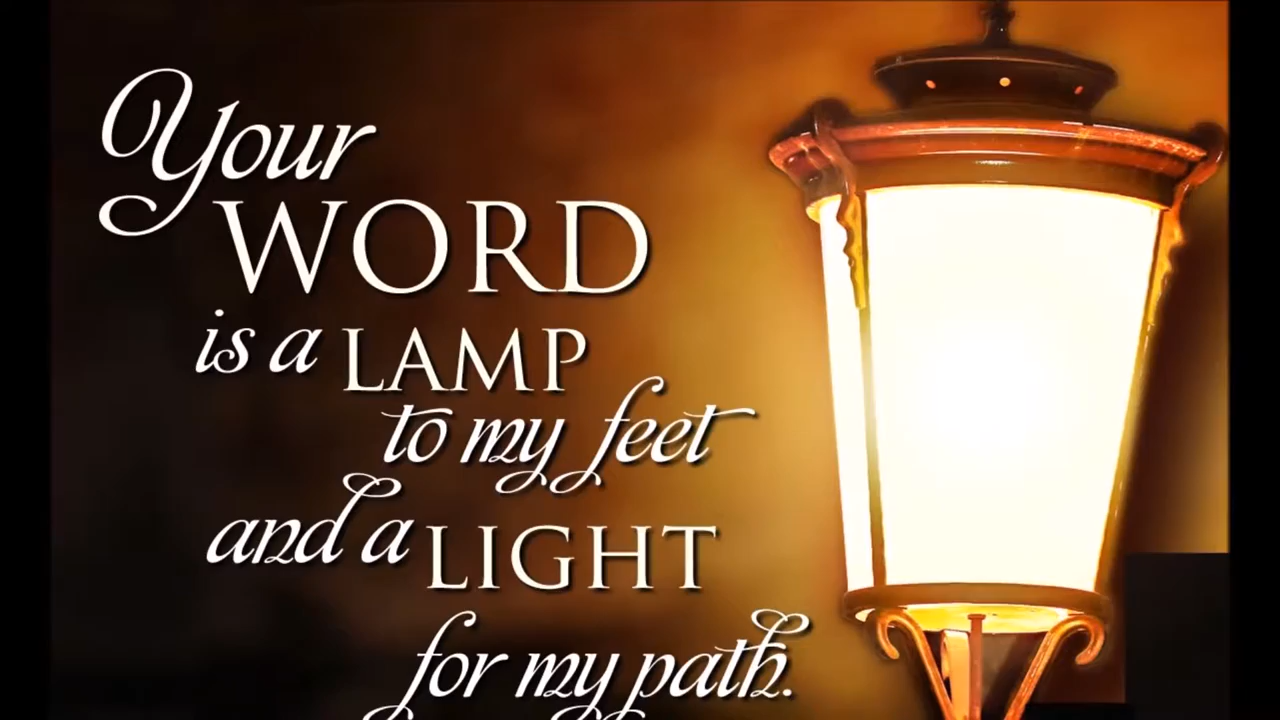 Your
WORD
is a LAMP
to my feet
and a LIGHT
for my path.